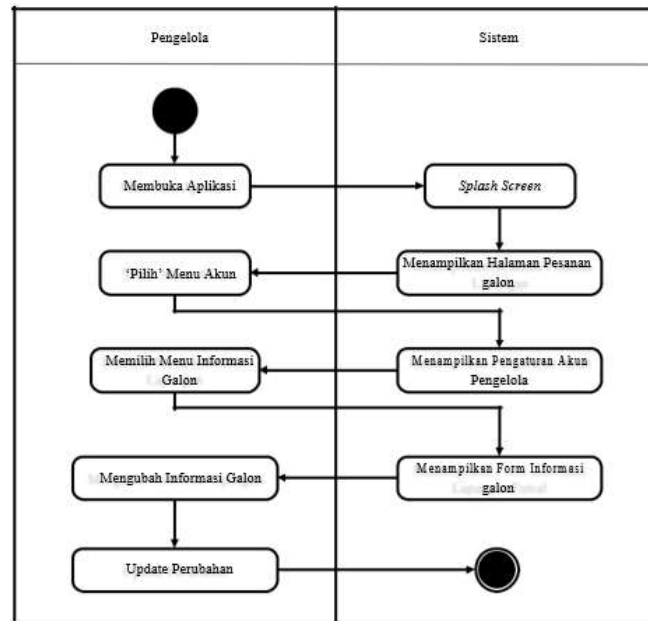 Pengelola
Sistem
Membuka Aplikasi
Splash Screen
Menampilkan Halaman Pesanan
galon
‘Pilih’ Menu Akun
Menampilkan Pengaturan Akun
Pengelola
Memilih Menu Informasi
Galon
Menampilkan Form Informasi
galon
Mengubah Informasi Galon
Update Perubahan